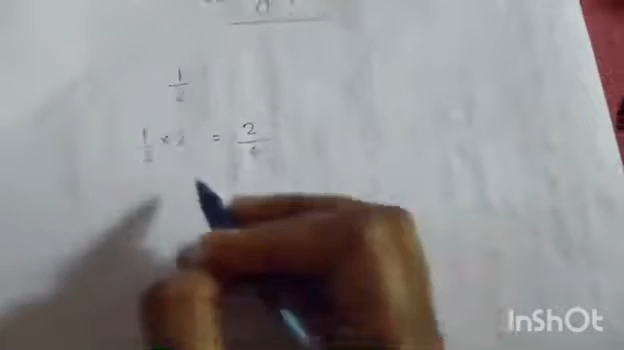 1/2
1/2 × 2 = 2/4
InShOt